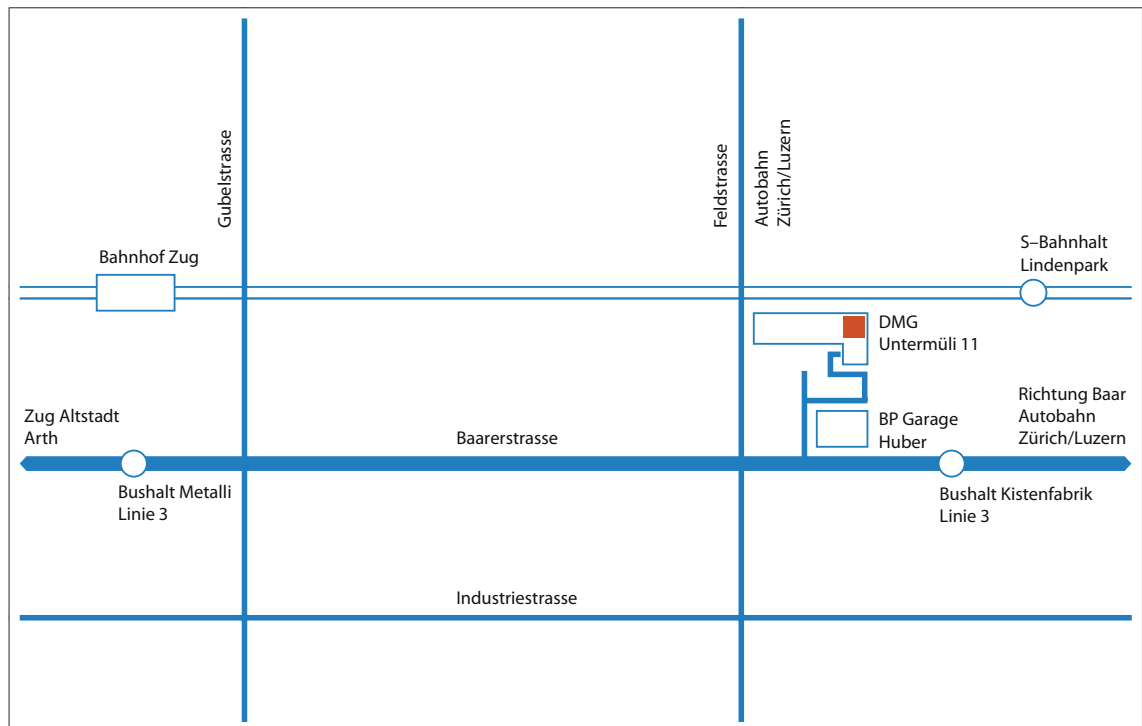 Gubelstrasse
Feldstrasse
Autobahn
Zürich/Luzern
Bahnhof Zug
S–Bahnhalt
Lindenpark
DMG
Untermüli 11
Zug Altstadt
Arth
Baarerstrasse
BP Garage
Huber
Richtung Baar
Autobahn
Zürich/Luzern
Bushalt Metalli
Linie 3
Bushalt Kistenfabrik
Linie 3
Industriestrasse